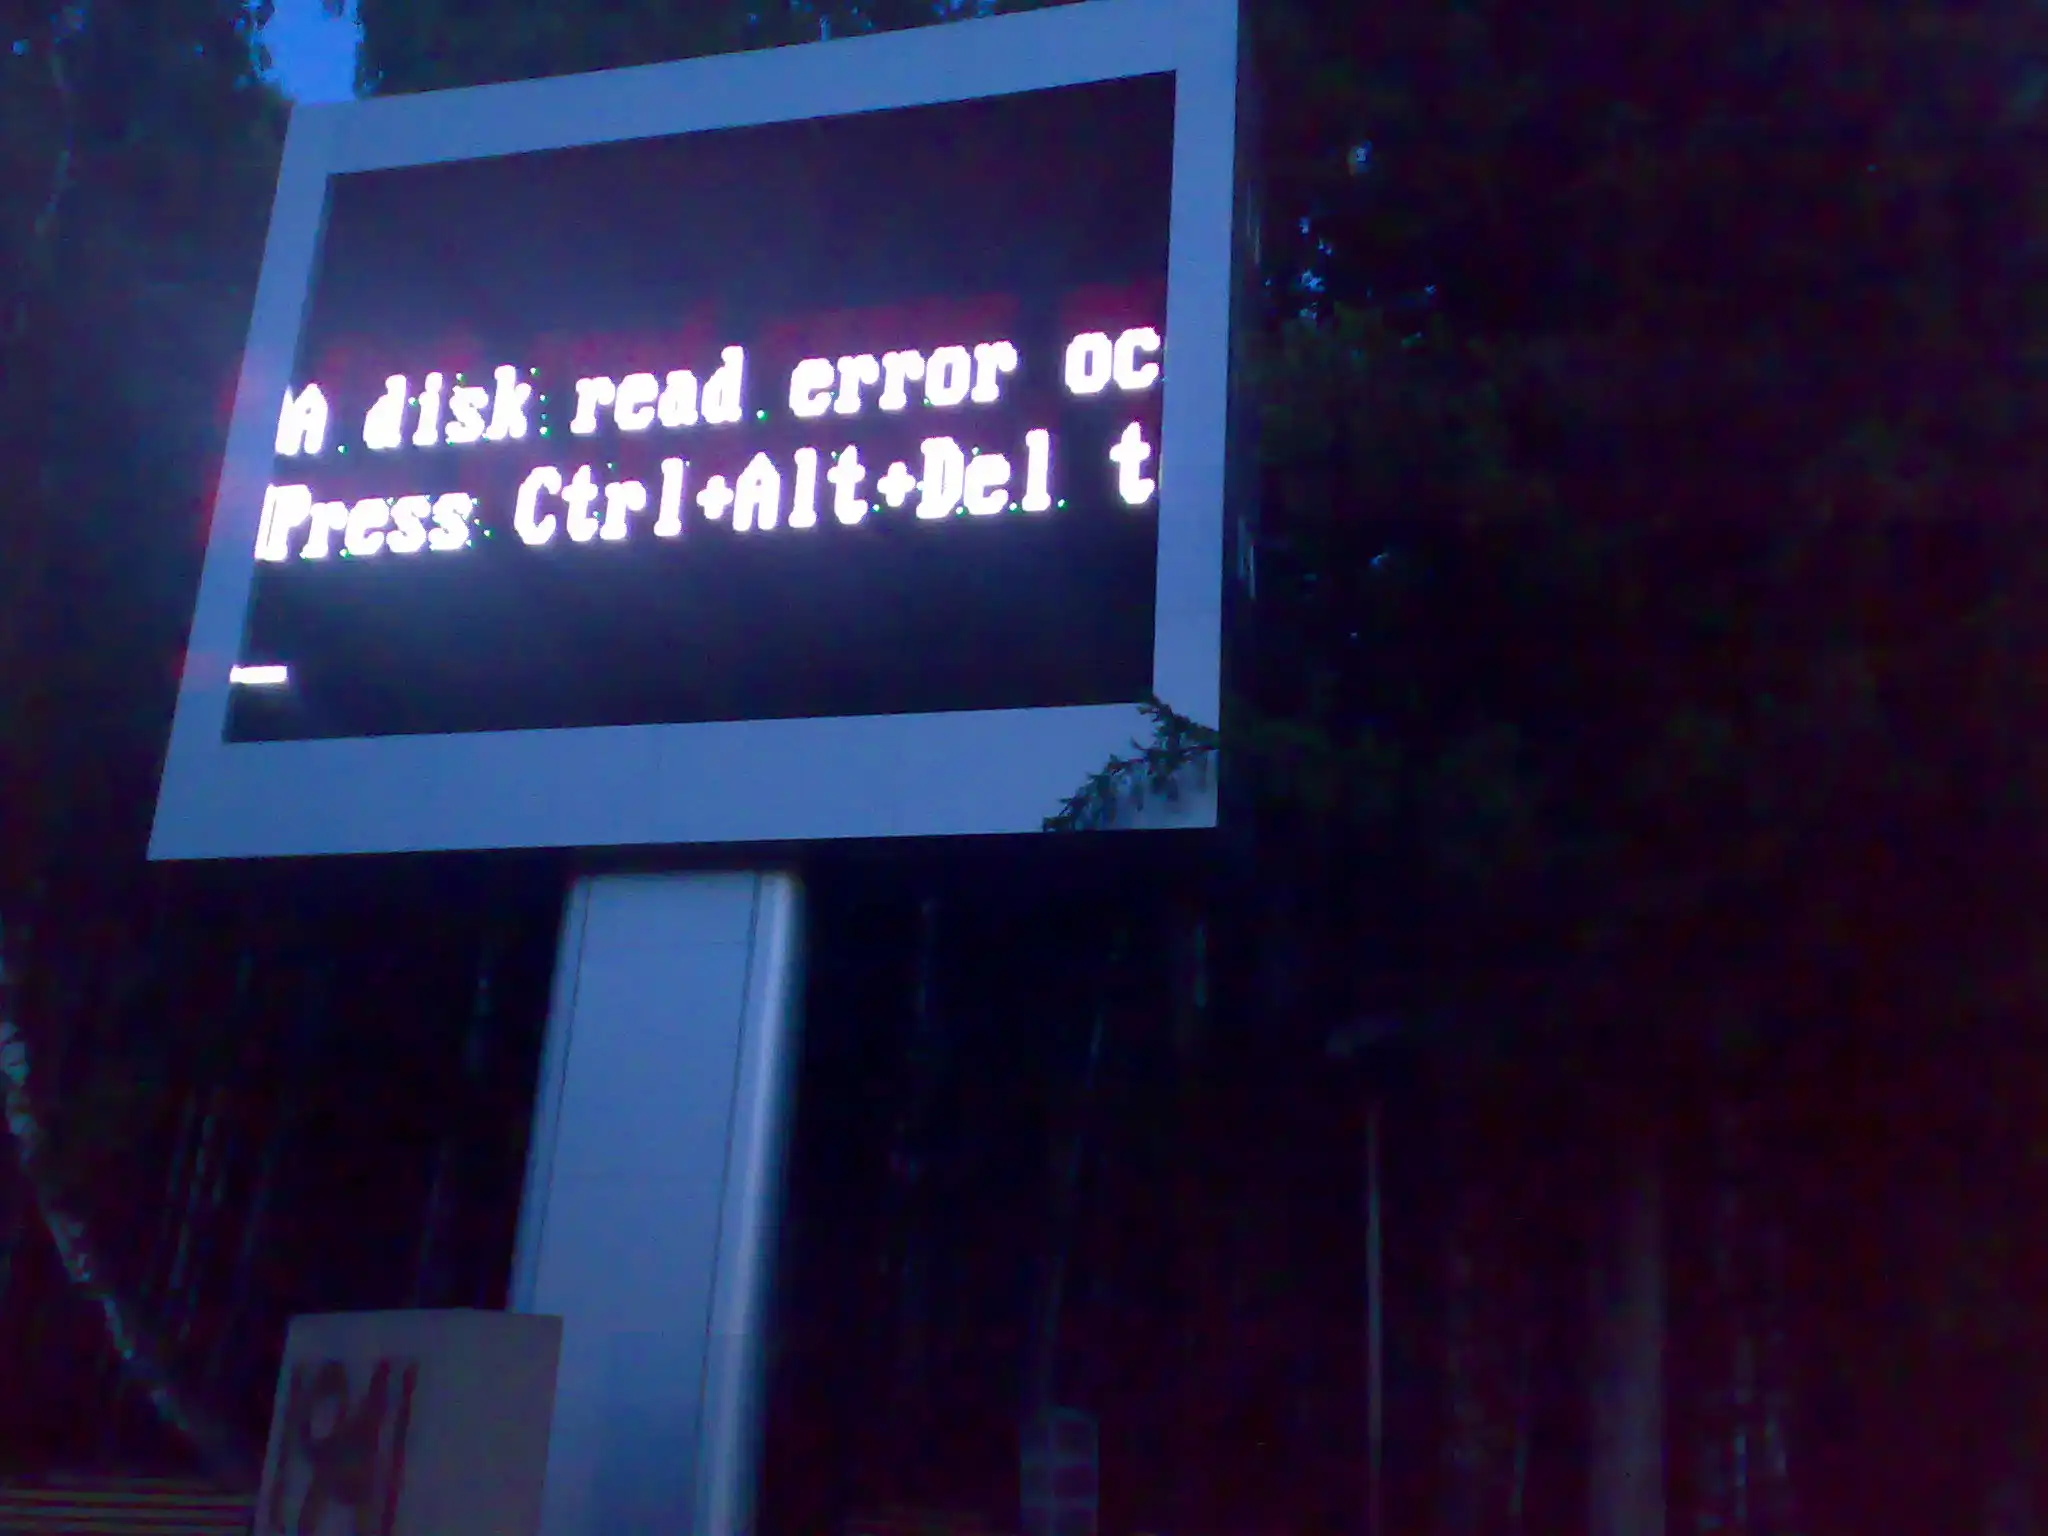 A disk read error oc
Press Ctrl+Alt+Del t